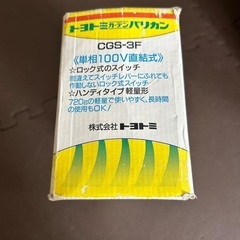 トヨトミガーデンバリカン
CGS-3F
《単相100V直結式》
☆ロック式のスイッチ
間違えてスイッチレバーにふれても
作動しないロック式スイッチ
☆ハンディタイプ 軽量形
720gの軽量で使いやすく、長時間
の使用もOK!
株式会社 トヨトミ